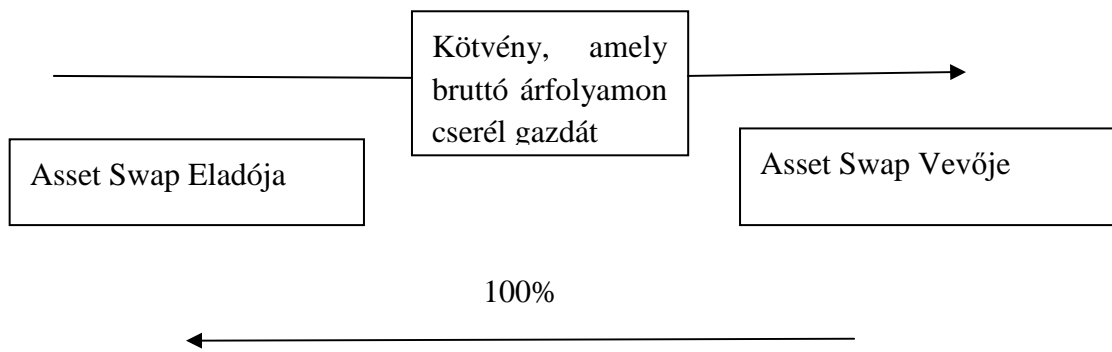 Kötvény, amely
bruttó árfolyamon
cserél gazdát
Asset Swap Eladója
Asset Swap Vevője
100%